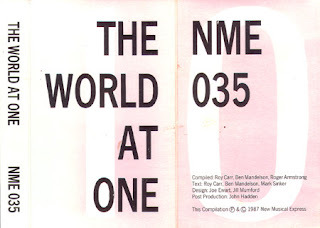 THE WORLD AT ONE
NME 035
THE
WORLD
AT
ONE
NME
035
Compiled: Roy Carr, Ben Mandelson, Roger Armstrong
Text: Roy Carr, Ben Mandelson, Mark Sinker
Design: Joe Ewart, Jill Mumford
Post Production: John Hadden
The Compilation Ⓟ & © 1987 New Musical Express.